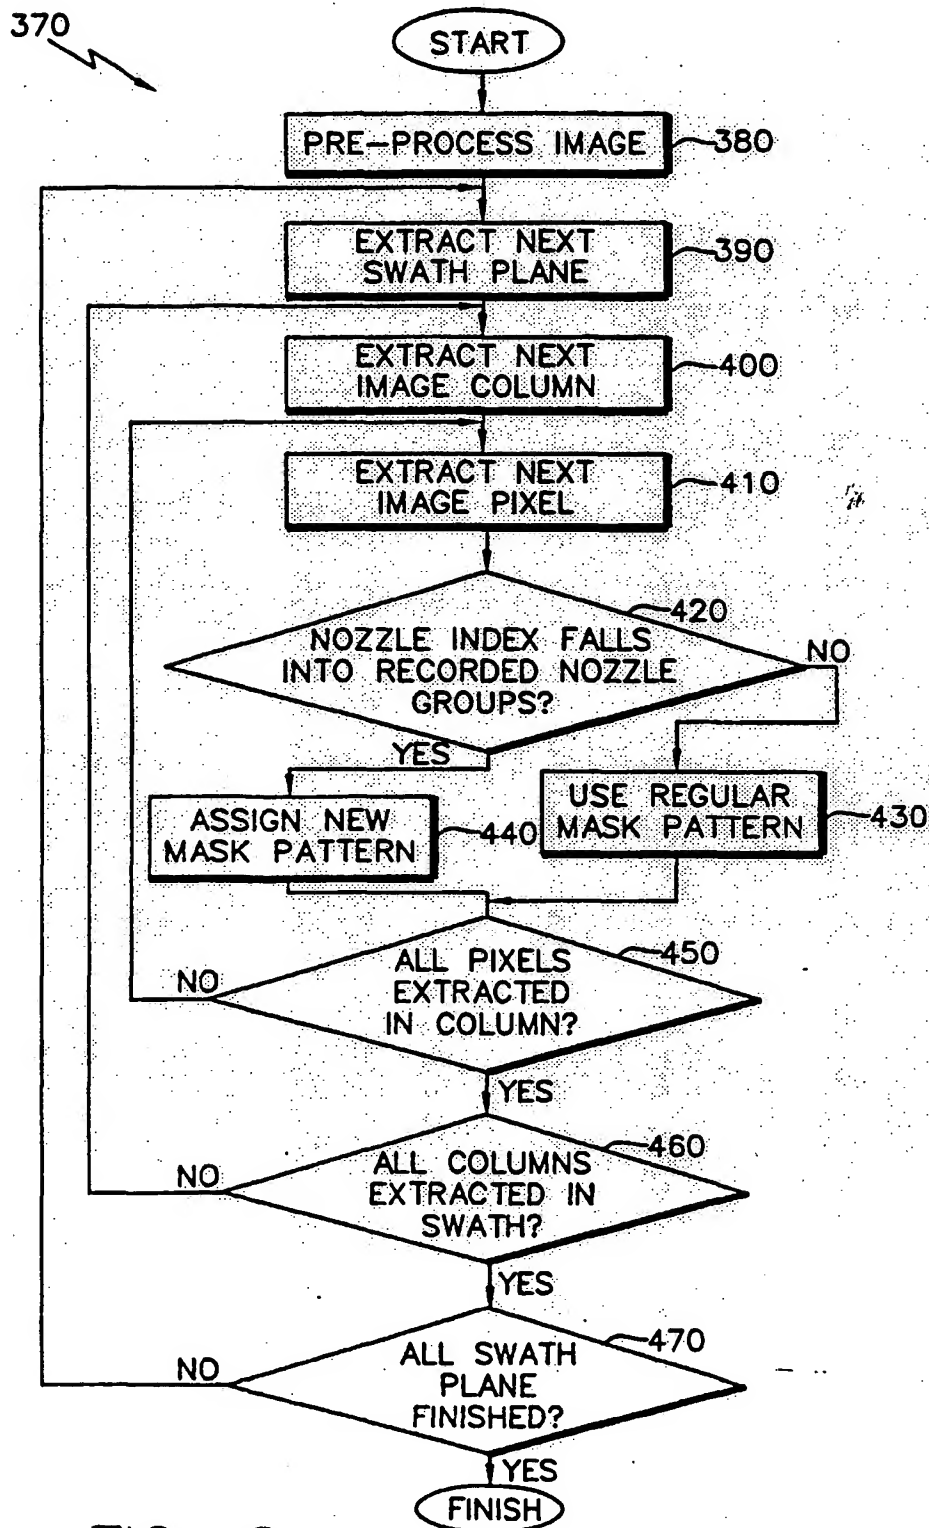 370
START
PRE-PROCESS IMAGE
380
EXTRACT NEXT
SWATH PLANE
390
EXTRACT NEXT
IMAGE COLUMN
400
EXTRACT NEXT
IMAGE PIXEL
410
420
NOZZLE INDEX FALLS
INTO RECORDED NOZZLE
GROUPS?
NO
YES
ASSIGN NEW
MASK PATTERN
440
USE REGULAR
MASK PATTERN
430
450
ALL PIXELS
EXTRACTED
IN COLUMN?
NO
YES
460
ALL COLUMNS
EXTRACTED IN
SWATH?
NO
YES
470
ALL SWATH
PLANE
FINISHED?
NO
YES
FINISH